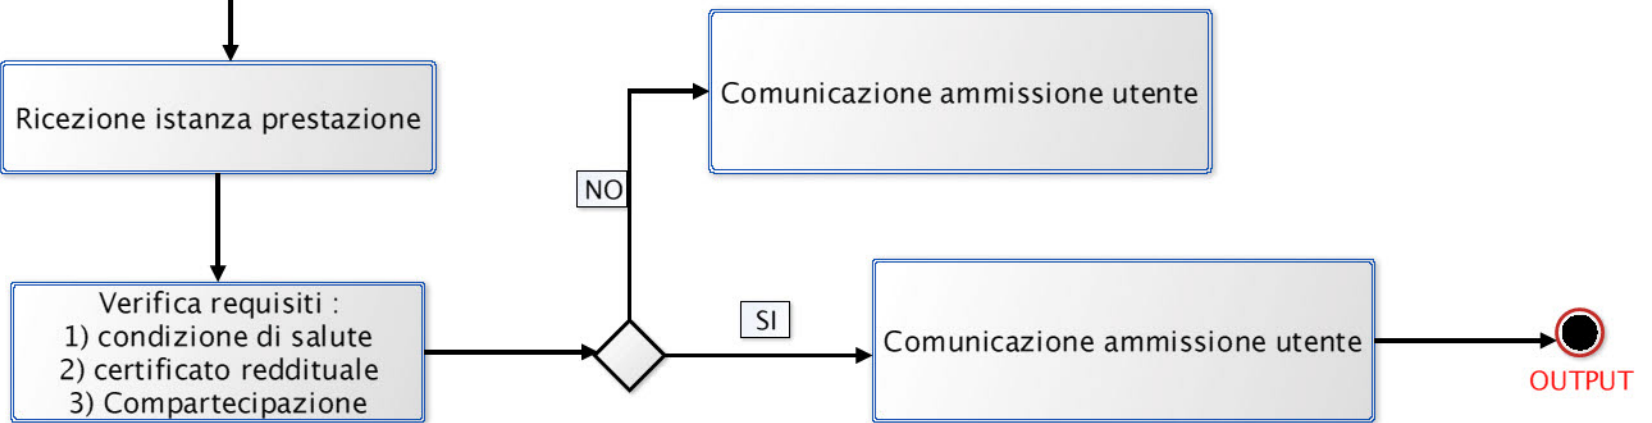 Ricezione istanza prestazione
Verifica requisiti :
1) condizione di salute
2) certificato reddituale
3) Compartecipazione
NO
Comunicazione ammissione utente
SI
Comunicazione ammissione utente
OUTPUT